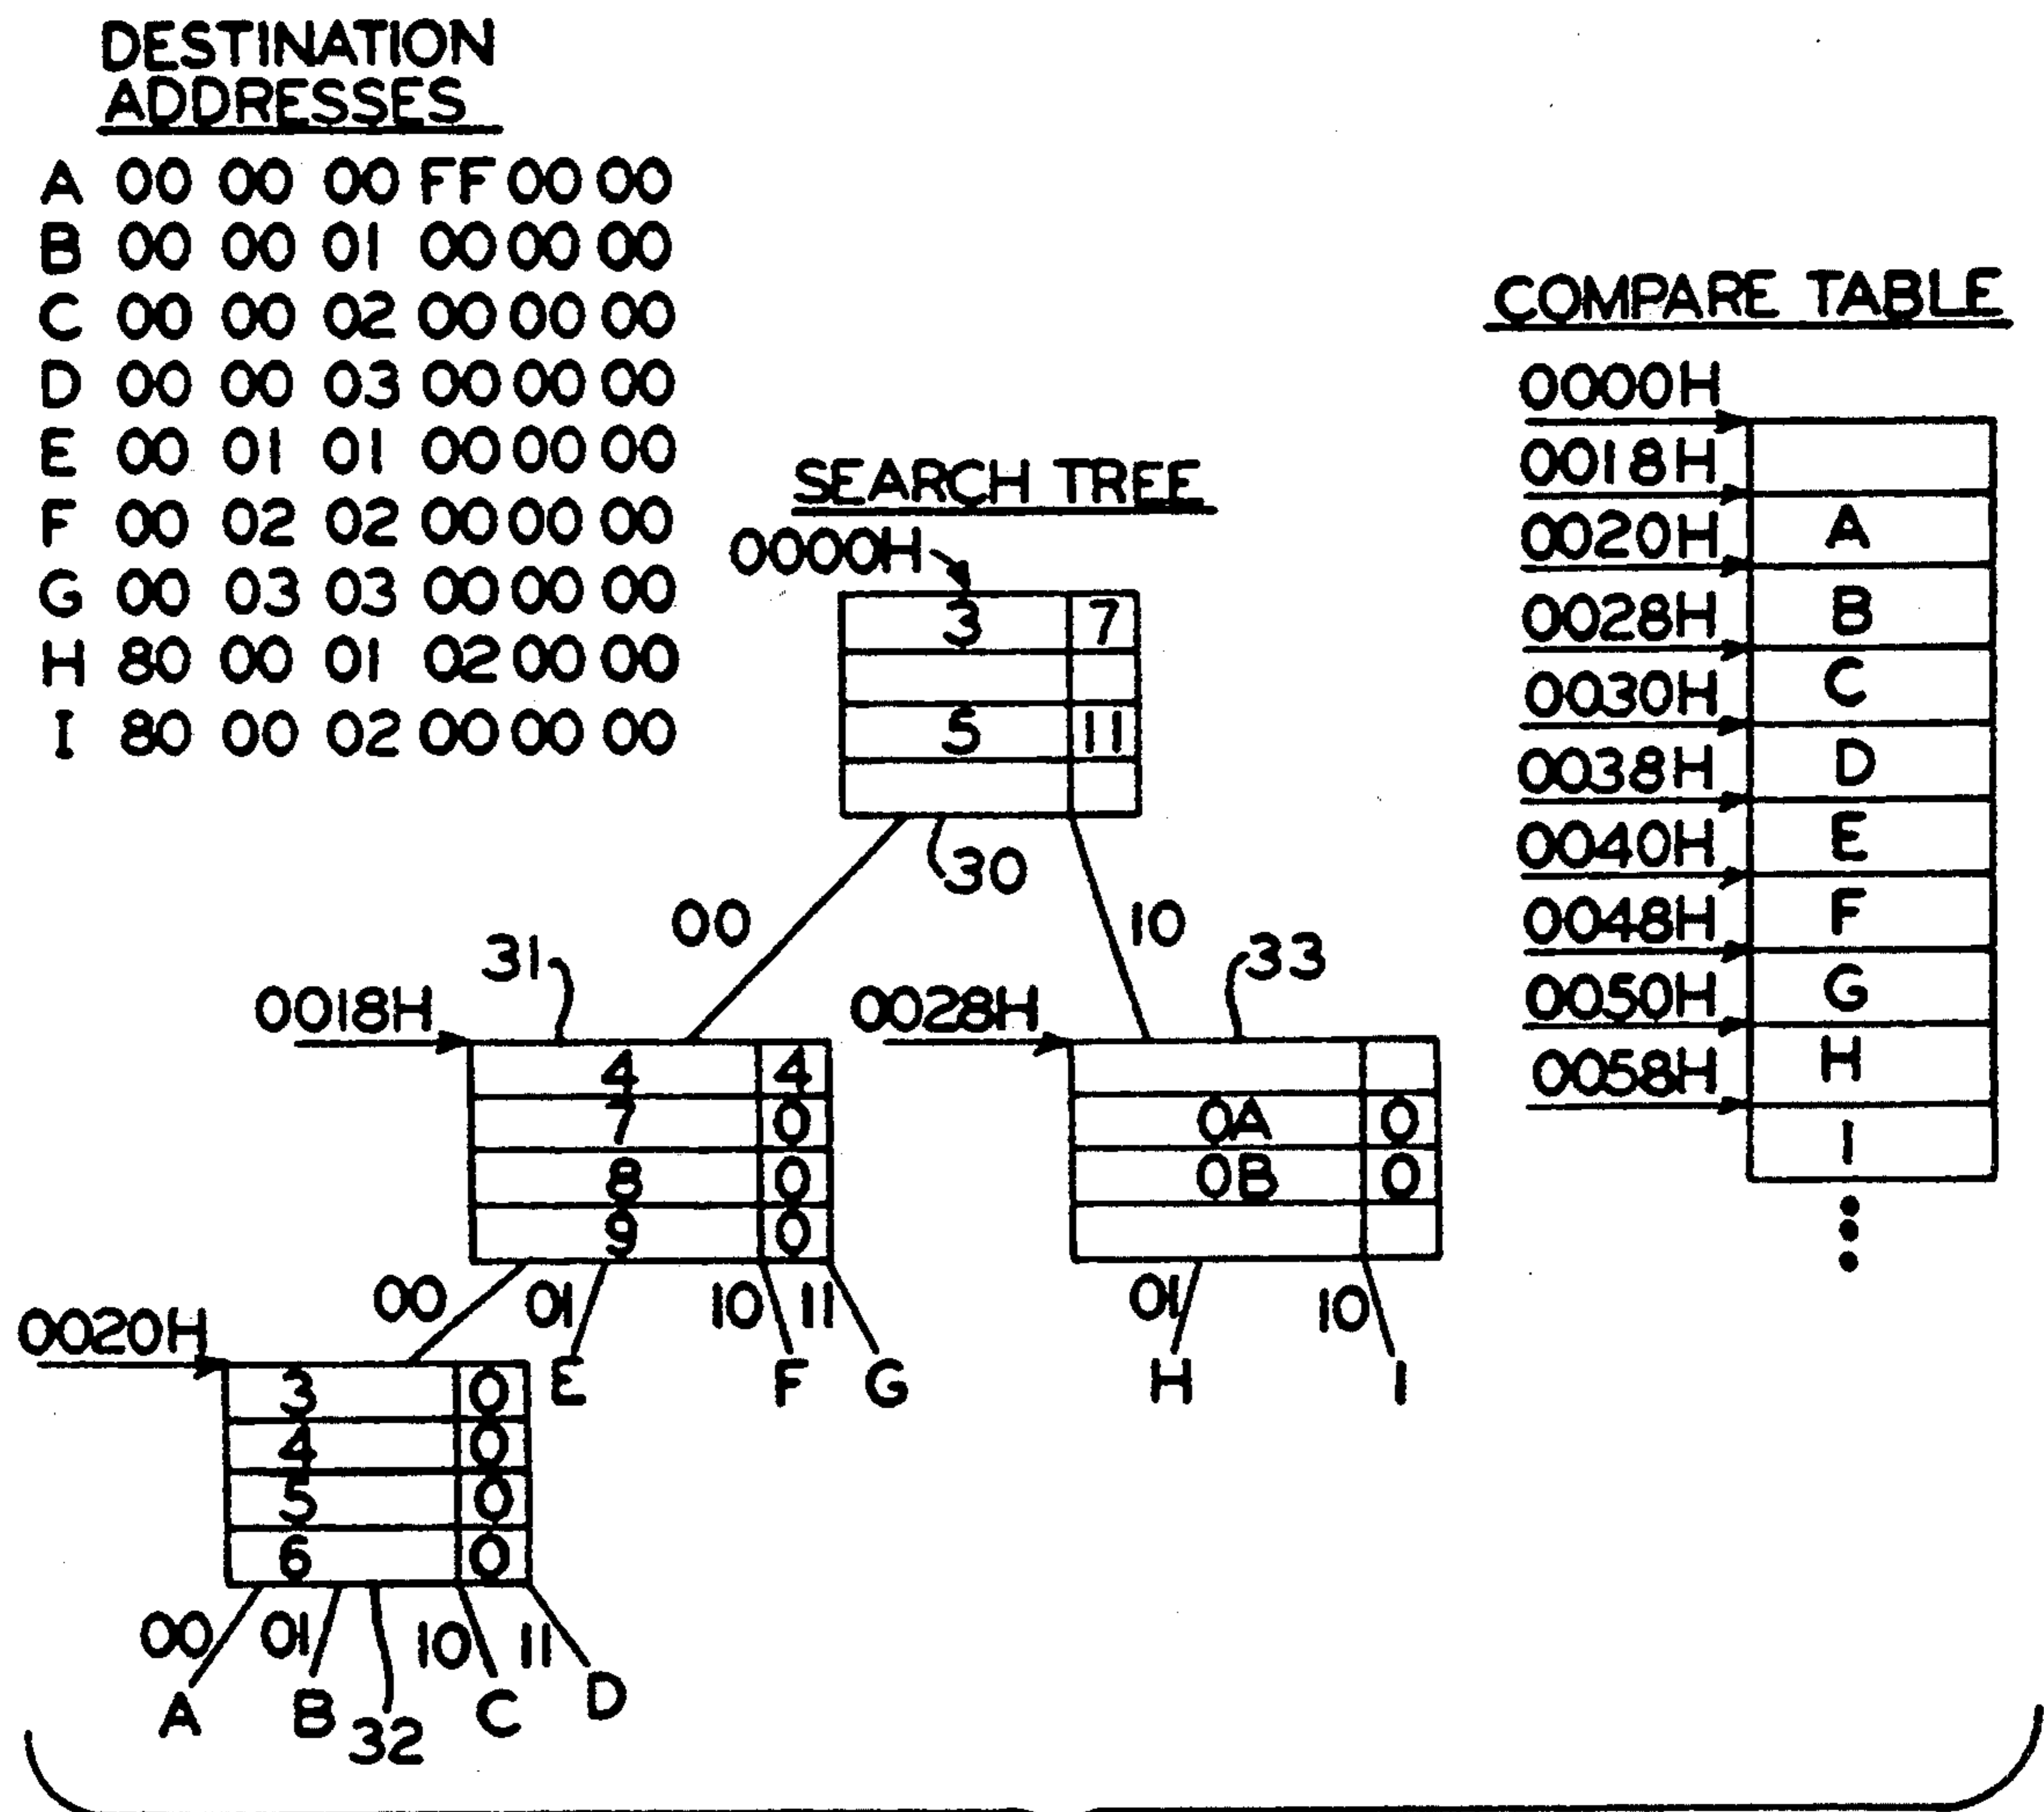 DESTINATION
ADDRESSES
A 00 00 00 FF 00 00
B 00 00 01 00 00 00
C 00 00 02 00 00 00
D 00 00 03 00 00 00
E 00 01 01 00 00 00
F 00 02 02 00 00 00
G 00 03 03 00 00 00
H 80 00 01 02 00 00
I 80 00 02 00 00 00
SEARCH TREE
0000H
3 7
5 11
30
00
10
31
33
0018H
4 4
7 0
8 0
9 0
0028H
0A 0
0B 0
00 01 10 11
E F G
01 10
H I
0020H
3 0
4 0
5 0
6 0
00 01 10 11
A B C D
32
COMPARE TABLE
0000H
0018H
0020H A
0028H B
0030H C
0038H D
0040H E
0048H F
0050H G
0058H H
I